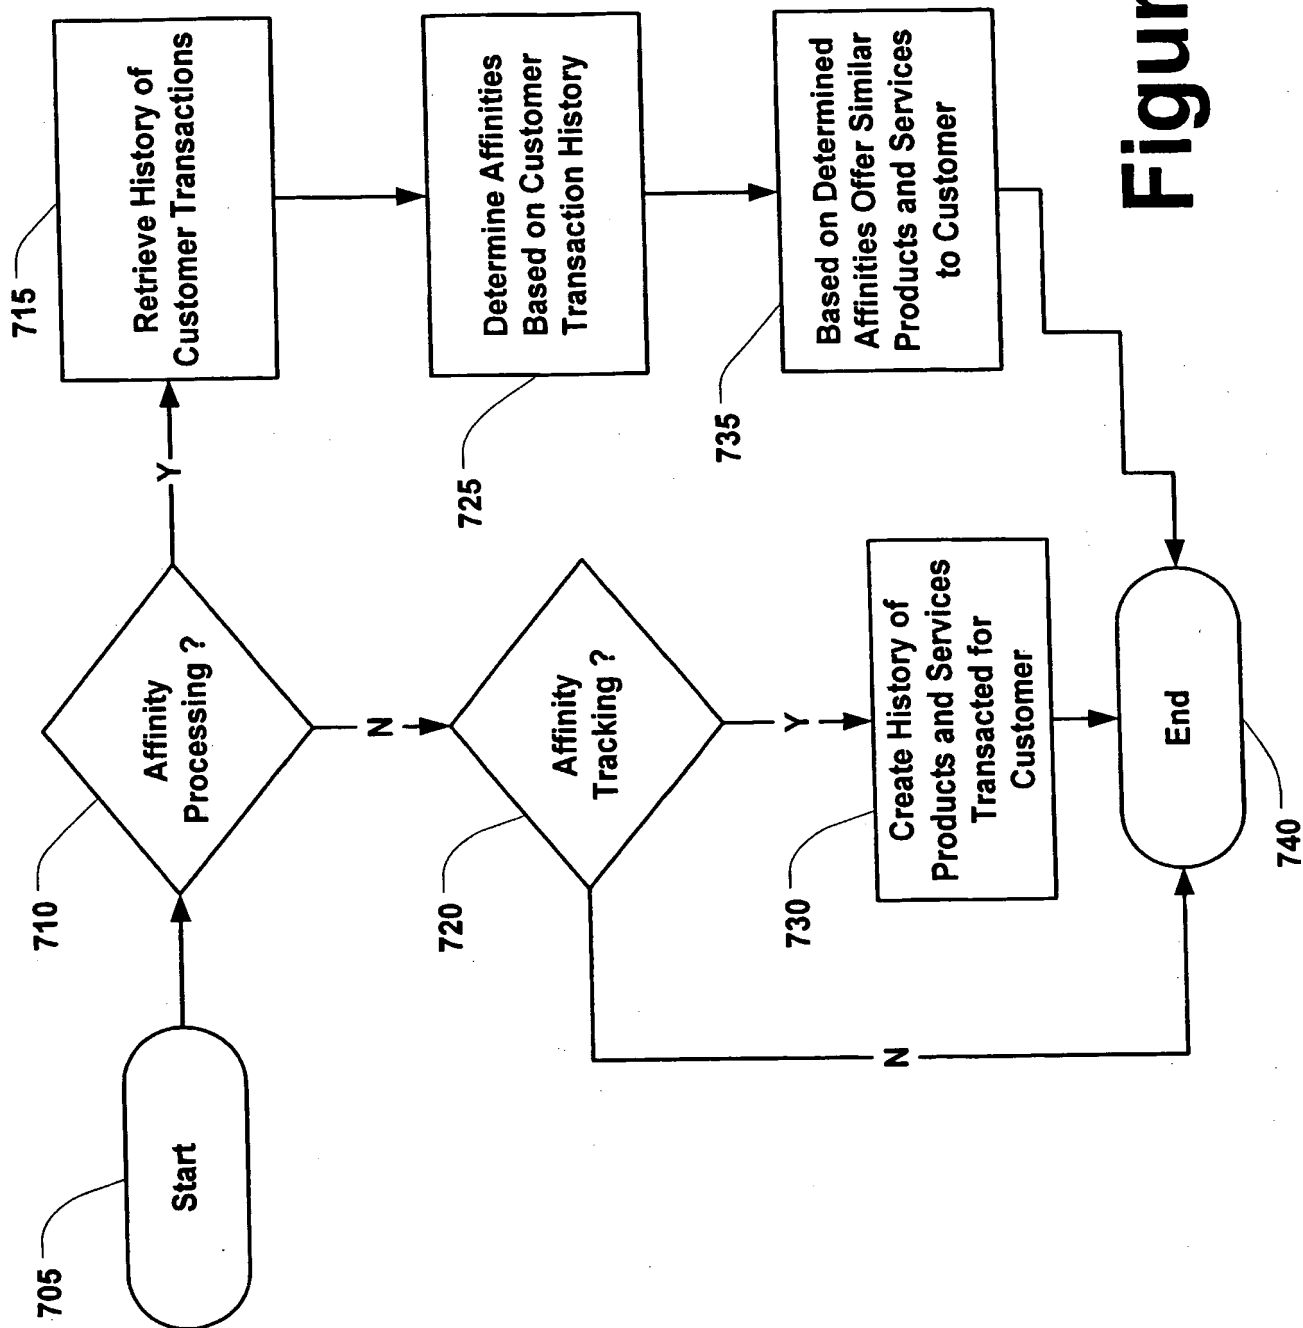 705
Start
710
Affinity
Processing ?
Y
715
Retrieve History of
Customer Transactions
N
720
Affinity
Tracking ?
725
Determine Affinities
Based on Customer
Transaction History
Y
N
730
Create History of
Products and Services
Transacted for
Customer
735
Based on Determined
Affinities Offer Similar
Products and Services
to Customer
740
End
Figur